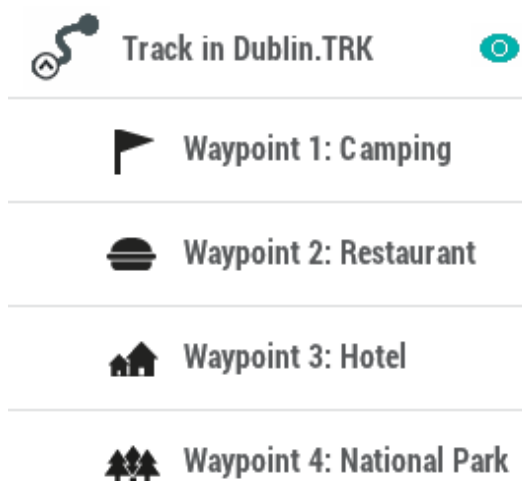 Track in Dublin.TRK
Waypoint 1: Camping
Waypoint 2: Restaurant
Waypoint 3: Hotel
Waypoint 4: National Park